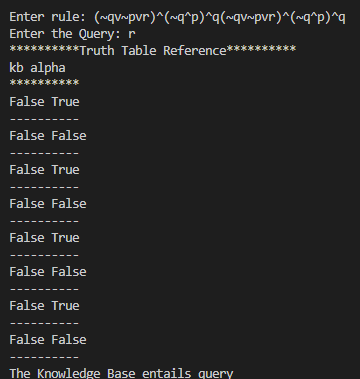 Enter rule: (~qv~pvr)^(~q^p)^q(~qv~pvr)^(~q^p)^q
Enter the Query: r
**********Truth Table Reference**********
kb alpha
**********
False True
----------
False False
----------
False True
----------
False False
----------
False True
----------
False False
----------
False True
----------
False False
----------
The Knowledge Base entails query